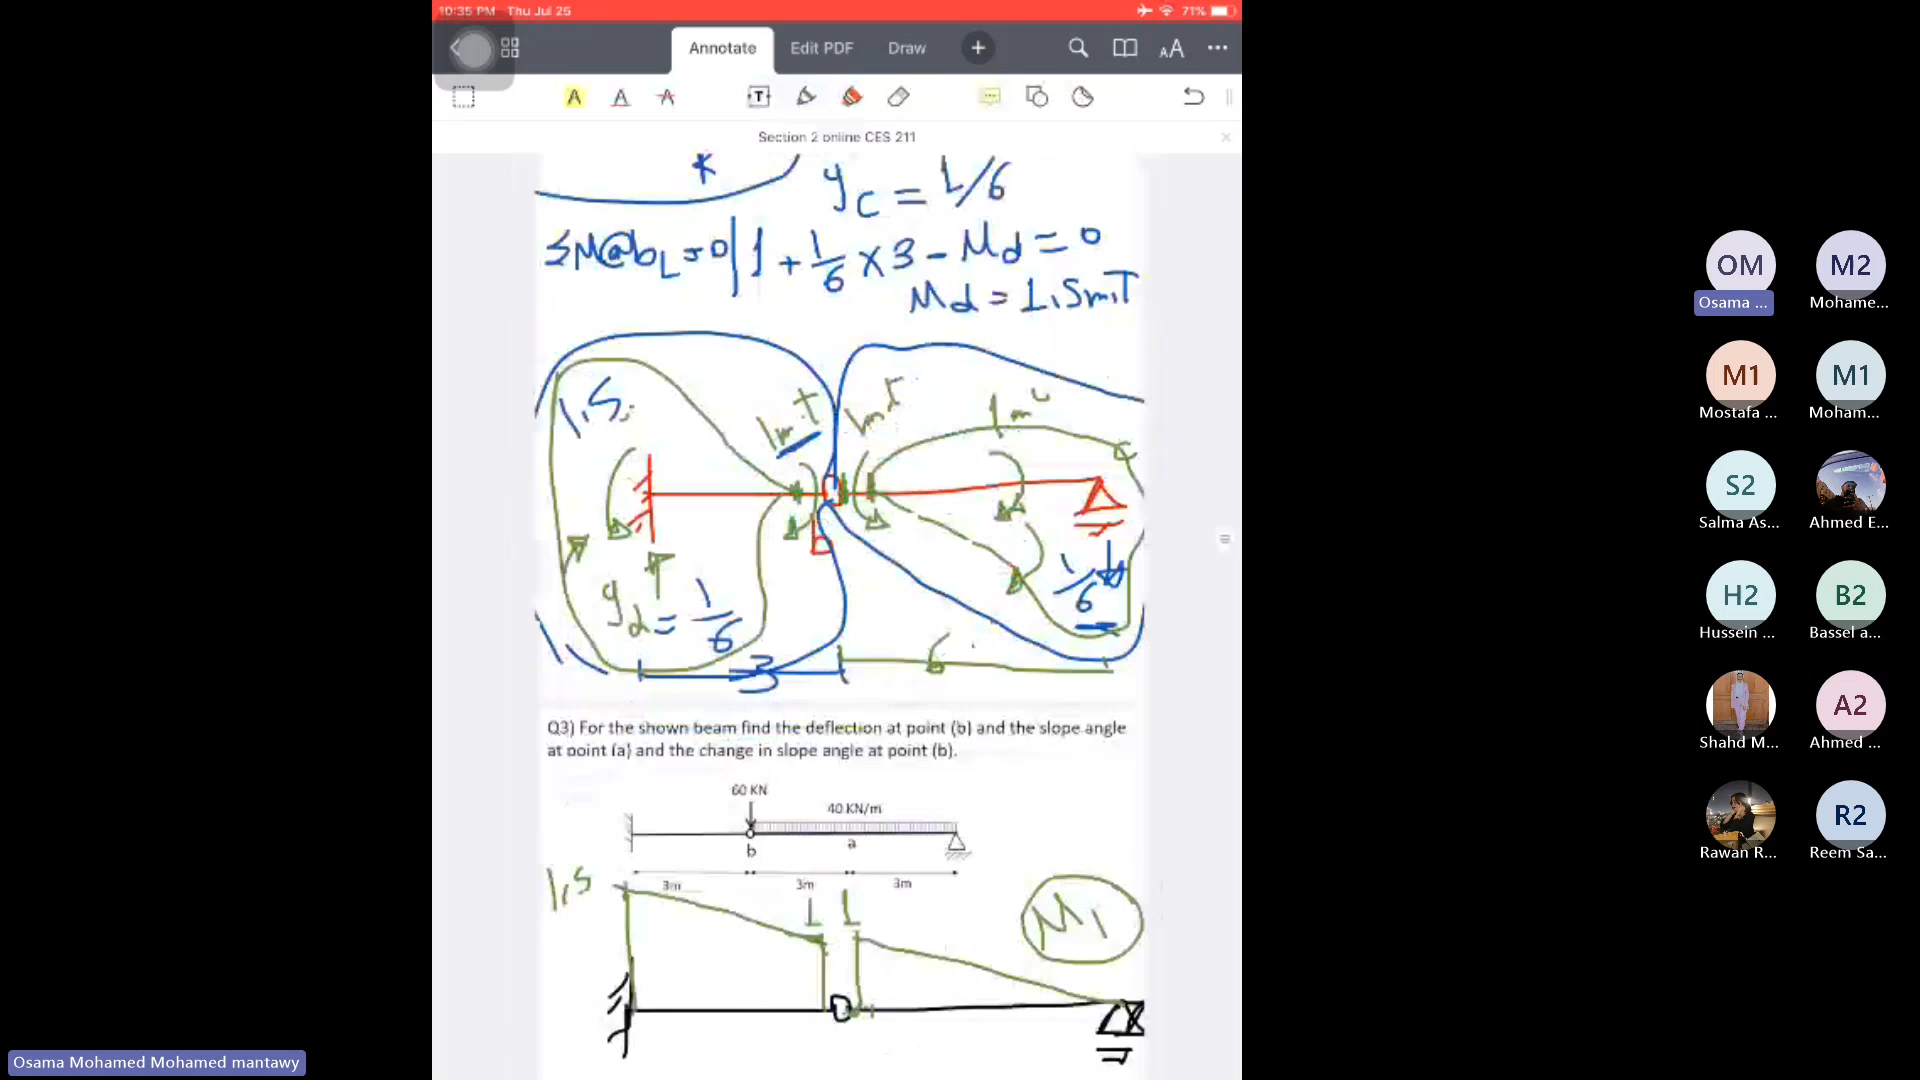 10:35 PM Thu Jul 25
71%
Annotate
Edit PDF
Draw
+
AA
A A A
T
Section 2 online CES 211
*
yc = 1/6
ΣM@bL=0 | 1 + 1/6 × 3 - Md = 0
Md = 1.5 m.T
1.5
1mt
1mt
1m
yd = 1/6
1/6
3
6
Q3) For the shown beam find the deflection at point (b) and the slope angle
at point (a) and the change in slope angle at point (b).
60 KN
40 KN/m
b
a
3m
3m
3m
1.5
1
1
M1
OM
Osama ...
M2
Mohame...
M1
Mostafa ...
M1
Moham...
S2
Salma As...
Ahmed E...
H2
Hussein ...
B2
Bassel a...
Shahd M...
A2
Ahmed ...
Rawan R...
R2
Reem Sa...
Osama Mohamed Mohamed mantawy